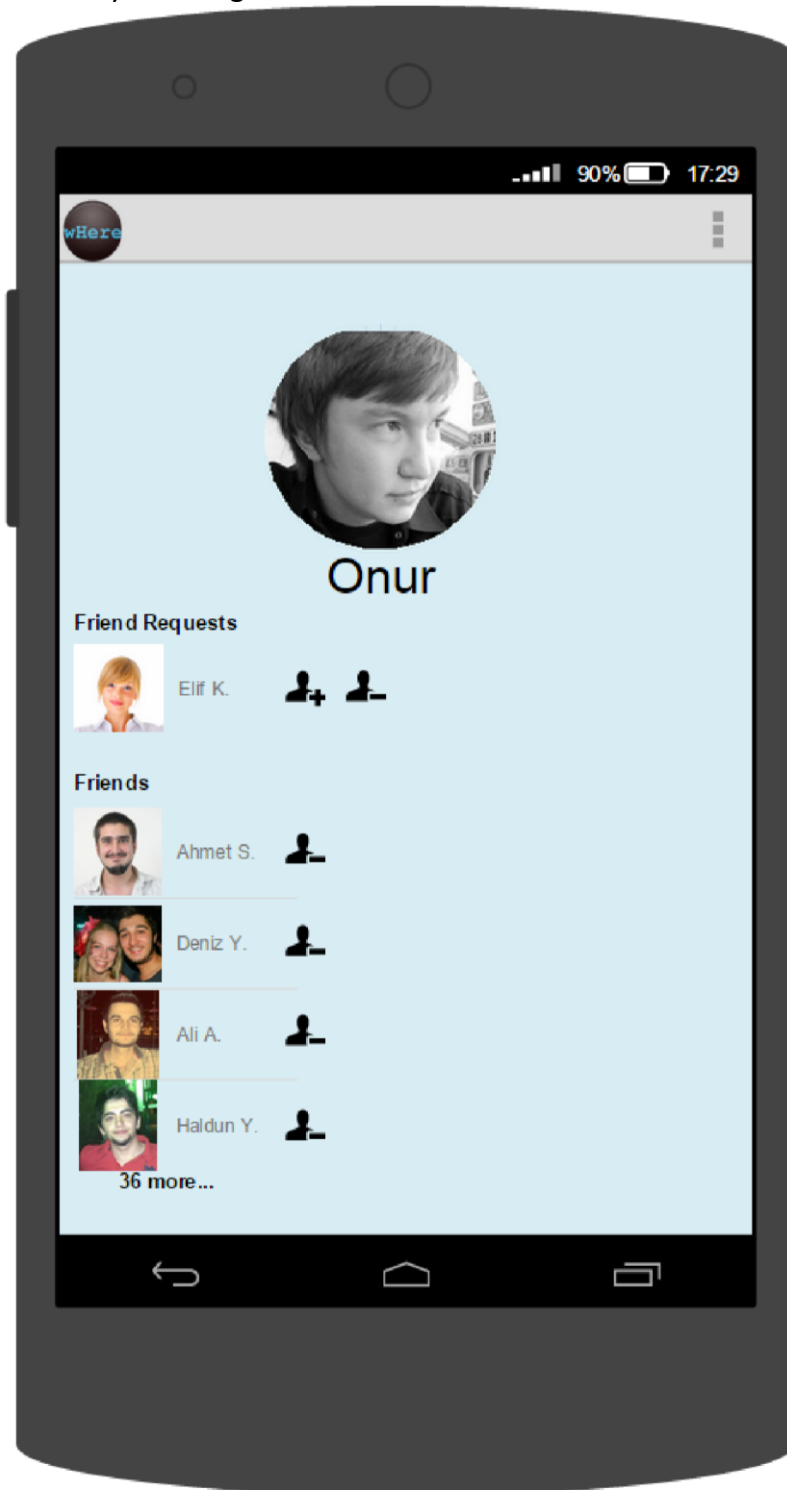 90% 17:29
wHere
Onur
Friend Requests
Elif K.
Friends
Ahmet S.
Deniz Y.
Ali A.
Haldun Y.
36 more...